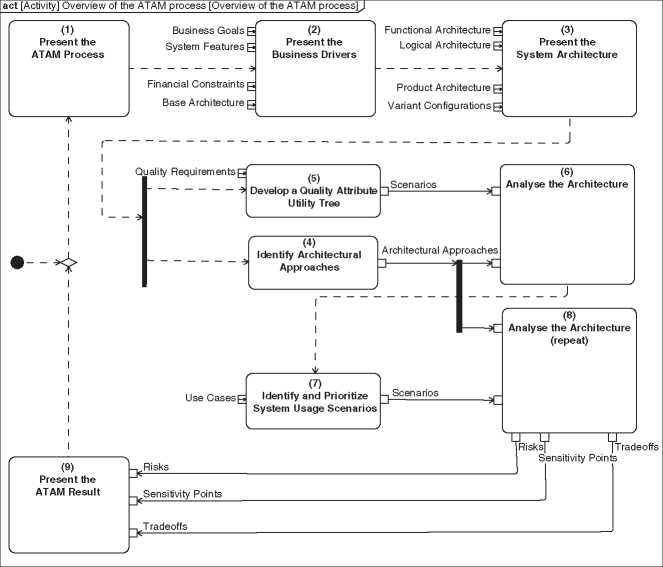 act [Activity] Overview of the ATAM process [Overview of the ATAM process]
(1)
Present the
ATAM Process
Business Goals
System Features
Financial Constraints
Base Architecture
(2)
Present the
Business Drivers
Functional Architecture
Logical Architecture
Product Architecture
Variant Configurations
(3)
Present the
System Architecture
Quality Requirements
(5)
Develop a Quality Attribute
Utility Tree
Scenarios
(6)
Analyse the Architecture
(4)
Identify Architectural
Approaches
Architectural Approaches
(8)
Analyse the Architecture
(repeat)
Use Cases
(7)
Identify and Prioritize
System Usage Scenarios
Scenarios
Risks
Sensitivity Points
Tradeoffs
(9)
Present the
ATAM Result
Risks
Sensitivity Points
Tradeoffs